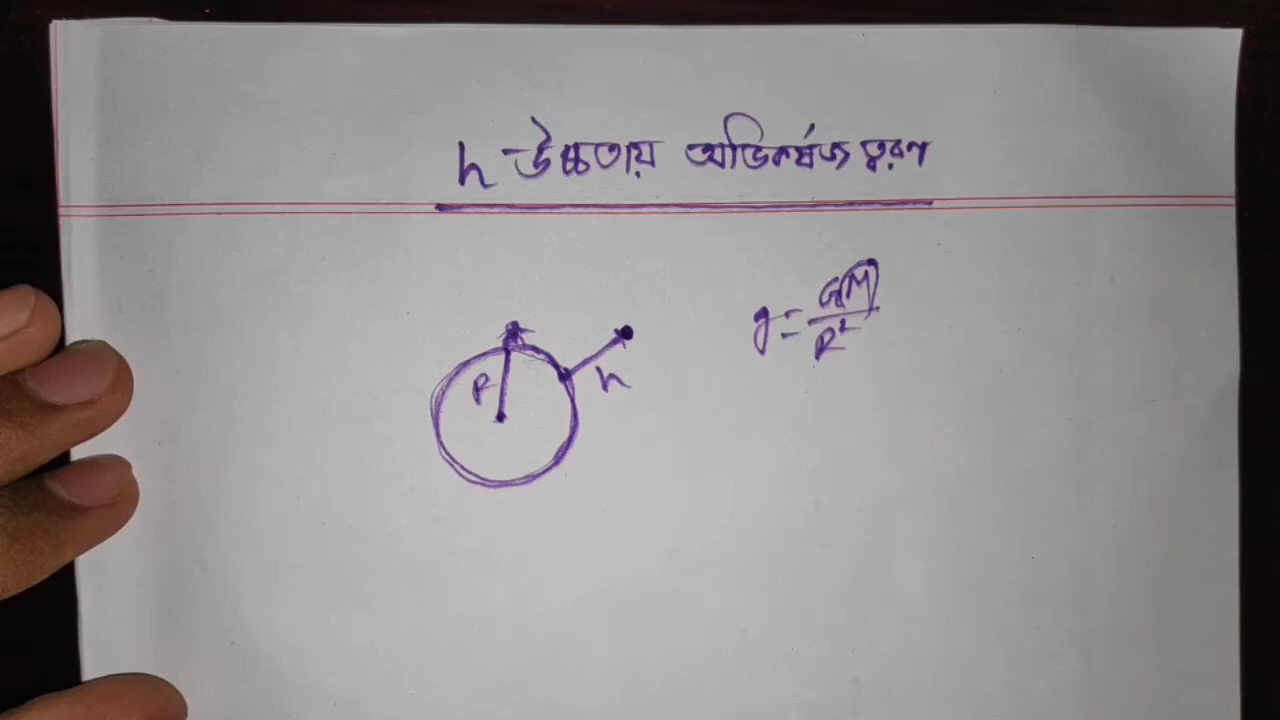 h-উচ্চতায় অভিকর্ষজ ত্বরণ
g = GM/R²
R
h